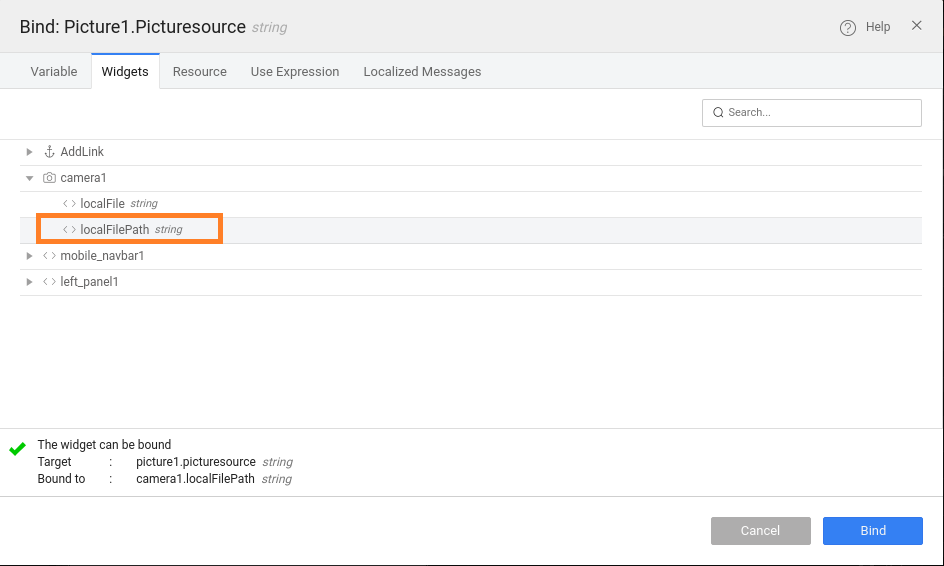 Bind: Picture1.Picturesource string
Help
Variable Widgets Resource Use Expression Localized Messages
Search...
AddLink
camera1
localFile string
localFilePath string
mobile_navbar1
left_panel1
The widget can be bound
Target : picture1.picturesource string
Bound to : camera1.localFilePath string
Cancel Bind